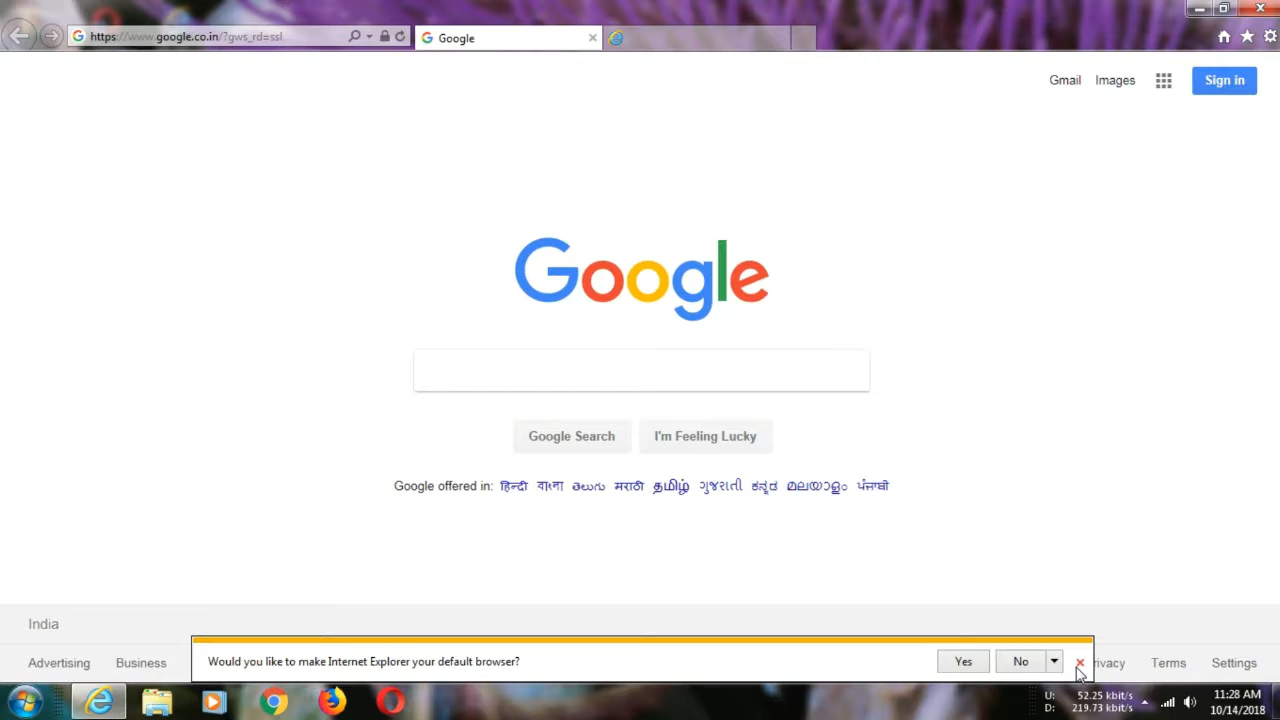 https://www.google.co.in/?gws_rd=ssl
Google
Gmail Images Sign in
Google
Google Search I'm Feeling Lucky
Google offered in: हिन्दी বাংলা తెలుగు मराठी தமிழ் ગુજરાતી ಕನ್ನಡ മലയാളം ਪੰਜਾਬੀ
India
Would you like to make Internet Explorer your default browser? Yes No
Advertising Business rivacy Terms Settings
U: 52.25 kbit/s
D: 219.73 kbit/s
11:28 AM
10/14/2018